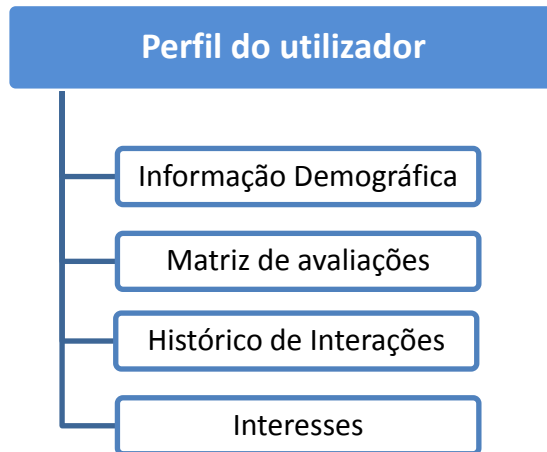 Perfil do utilizador
Informação Demográfica
Matriz de avaliações
Histórico de Interações
Interesses